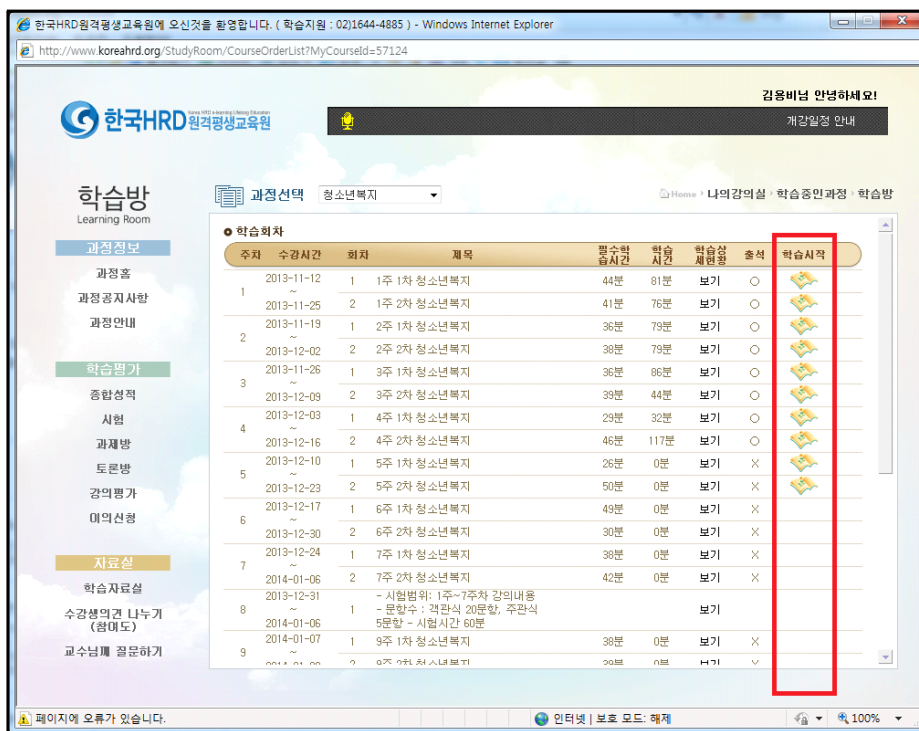 한국HRD원격평생교육원에 오신것을 환영합니다. ( 학습지원 : 02)1644-4885 ) - Windows Internet Explorer
http://www.koreahrd.org/StudyRoom/CourseOrderList?MyCourseId=57124
김용비님 안녕하세요!
한국HRD 원격평생교육원
개강일정 안내
학습방
Learning Room
과정선택 청소년복지
Home > 나의강의실 > 학습중인과정 > 학습방
과정정보
과정홈
과정공지사항
과정안내
학습평가
종합성적
시험
과제방
토론방
강의평가
이의신청
자료실
학습자료실
수강생의견 나누기
(참여도)
교수님께 질문하기
학습회차
주차 수강시간 회차 제목 필수학습시간 학습시간 학습상세현황 출석 학습시작
1 2013-11-12 ~ 2013-11-25
1 1주 1차 청소년복지 44분 81분 보기 ○
2 1주 2차 청소년복지 41분 76분 보기 ○
2 2013-11-19 ~ 2013-12-02
1 2주 1차 청소년복지 36분 79분 보기 ○
2 2주 2차 청소년복지 38분 79분 보기 ○
3 2013-11-26 ~ 2013-12-09
1 3주 1차 청소년복지 36분 86분 보기 ○
2 3주 2차 청소년복지 39분 44분 보기 ○
4 2013-12-03 ~ 2013-12-16
1 4주 1차 청소년복지 29분 32분 보기 ○
2 4주 2차 청소년복지 46분 117분 보기 ○
5 2013-12-10 ~ 2013-12-23
1 5주 1차 청소년복지 26분 0분 보기 X
2 5주 2차 청소년복지 50분 0분 보기 X
6 2013-12-17 ~ 2013-12-30
1 6주 1차 청소년복지 49분 0분 보기 X
2 6주 2차 청소년복지 30분 0분 보기 X
7 2013-12-24 ~ 2014-01-06
1 7주 1차 청소년복지 38분 0분 보기 X
2 7주 2차 청소년복지 42분 0분 보기 X
8 2013-12-31 ~ 2014-01-06
1 - 시험범위: 1주~7주차 강의내용
- 문항수 : 객관식 20문항, 주관식
5문항 - 시험시간 60분
보기
9 2014-01-07 ~
1 9주 1차 청소년복지 38분 0분 보기 X
2 9주 2차 청소년복지 39분 0분 보기 X
페이지에 오류가 있습니다.
인터넷 | 보호 모드: 해제
100%